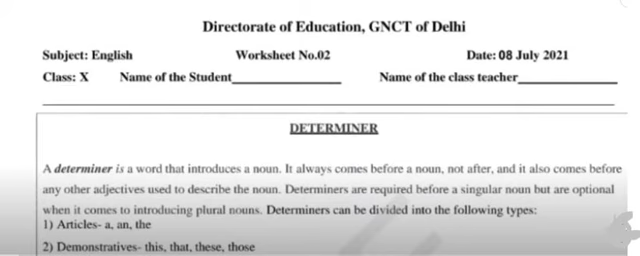 Directorate of Education, GNCT of Delhi
Subject: English Worksheet No.02 Date: 08 July 2021
Class: X Name of the Student__________________ Name of the class teacher________________
DETERMINER
A determiner is a word that introduces a noun. It always comes before a noun, not after, and it also comes before
any other adjectives used to describe the noun. Determiners are required before a singular noun but are optional
when it comes to introducing plural nouns. Determiners can be divided into the following types:
1) Articles- a, an, the
2) Demonstratives- this, that, these, those